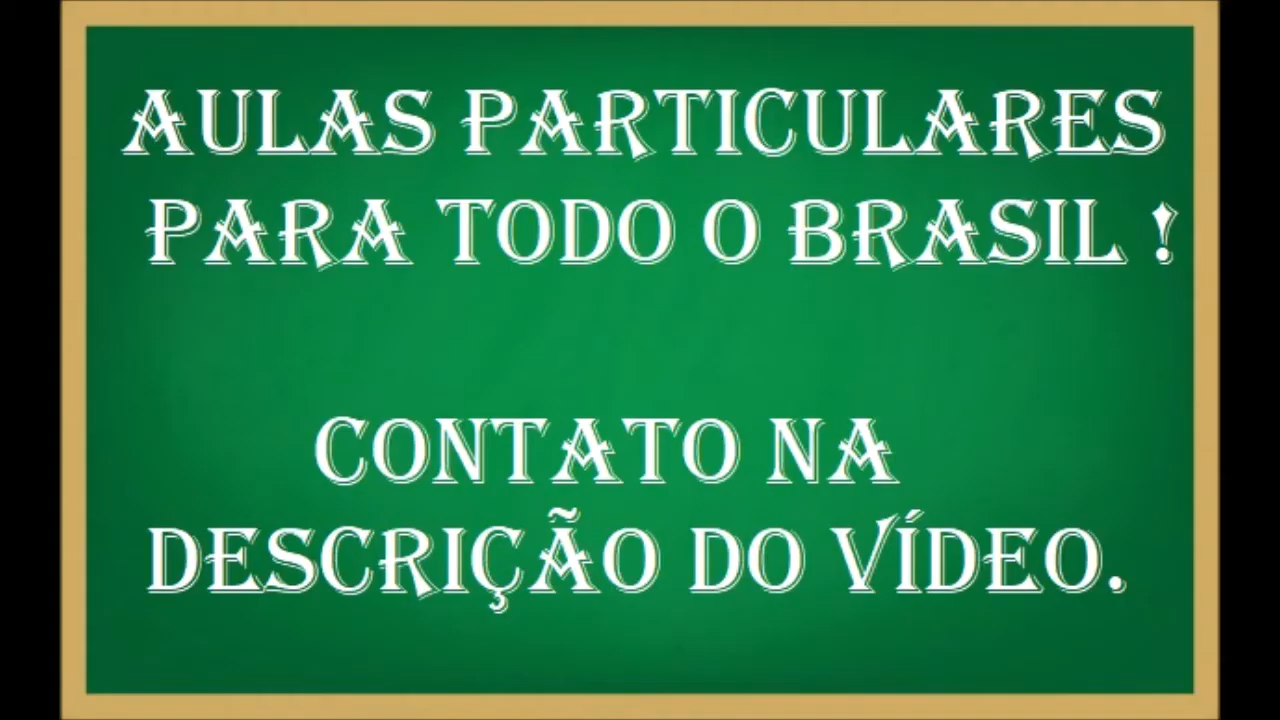 AULAS PARTICULARES
PARA TODO O BRASIL !
CONTATO NA
DESCRIÇÃO DO VÍDEO.